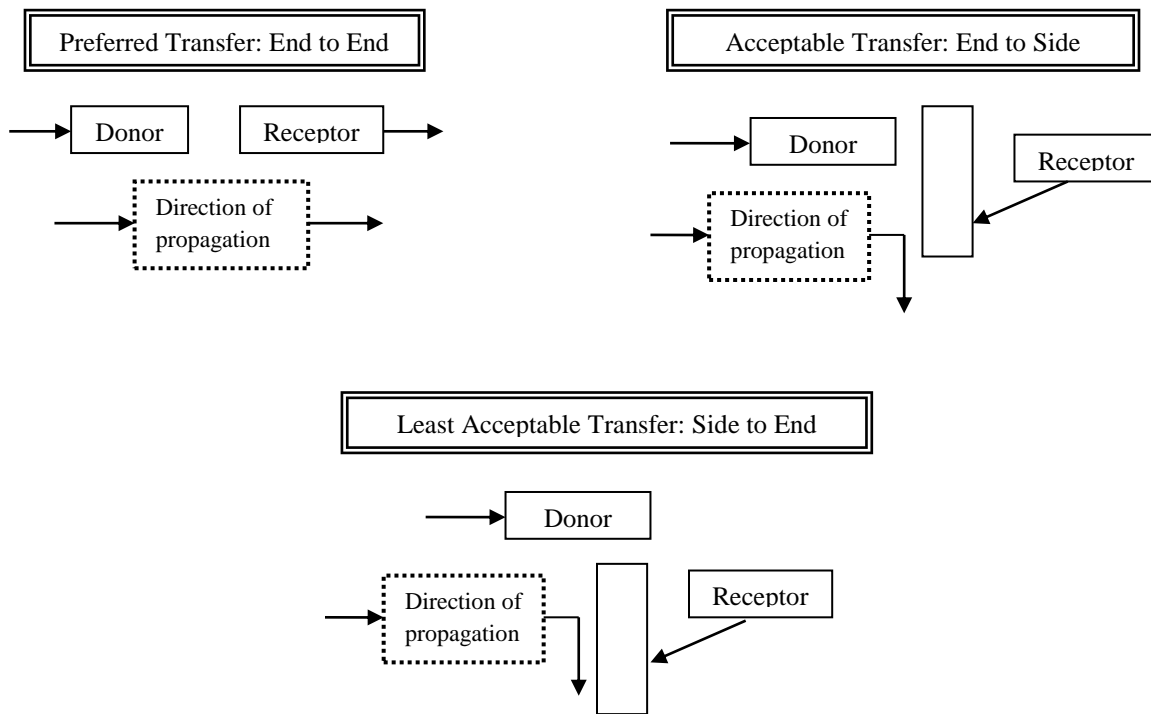 Preferred Transfer: End to End
Acceptable Transfer: End to Side
Donor
Receptor
Direction of
propagation
Donor
Receptor
Direction of
propagation
Least Acceptable Transfer: Side to End
Donor
Direction of
propagation
Receptor